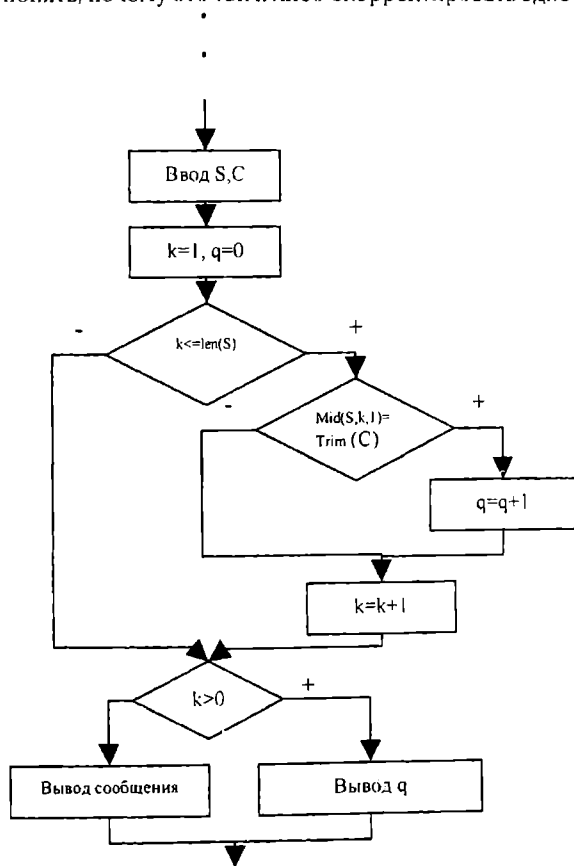 Ввод S,C
k=1, q=0
k<=len(S)
-
+
Mid(S,k,1)=
Trim (C)
-
+
q=q+1
k=k+1
k>0
+
Вывод сообщения
Вывод q